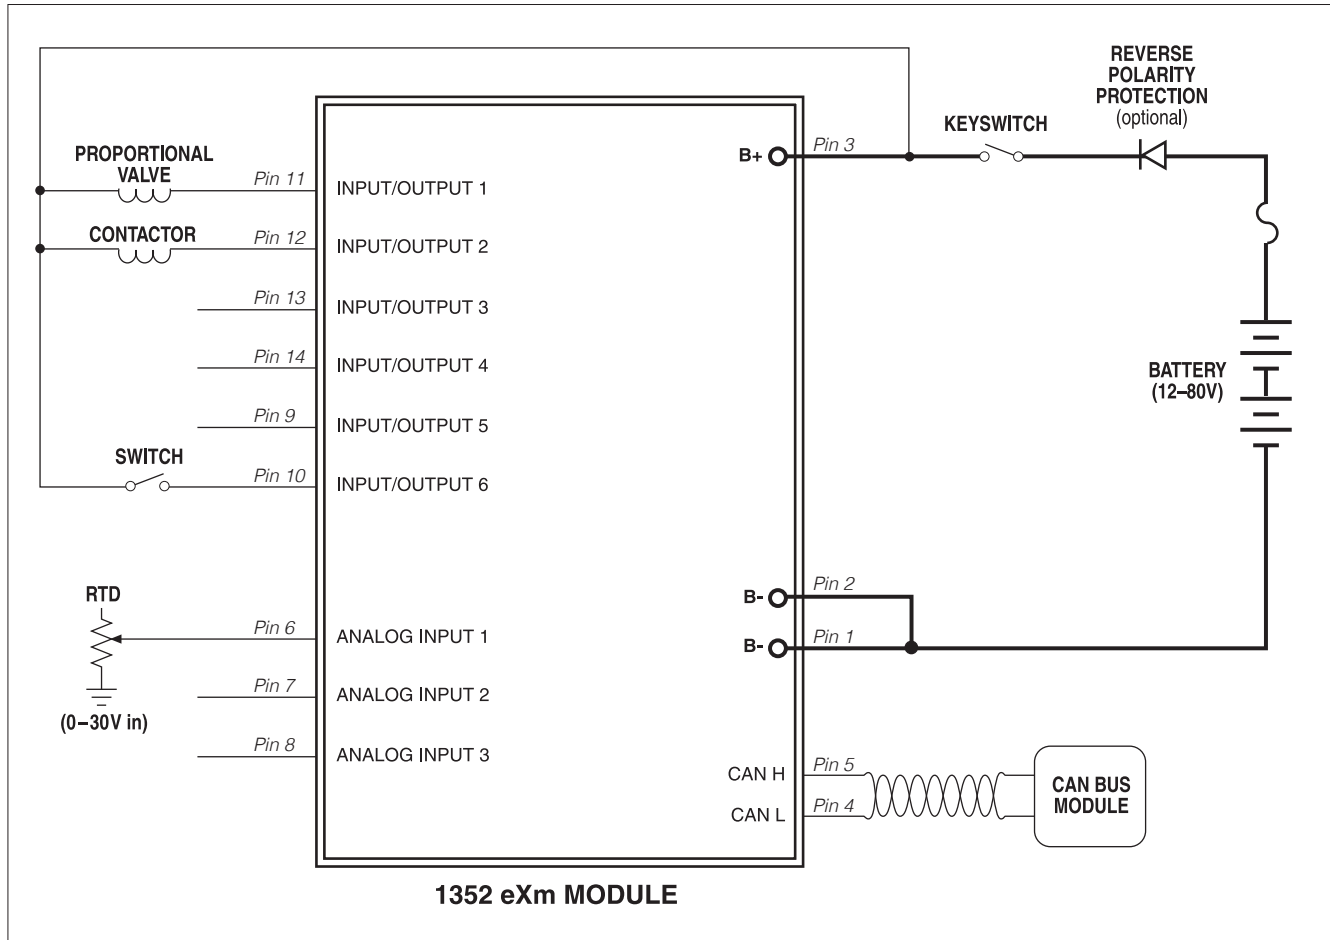 REVERSE
POLARITY
PROTECTION
(optional)
KEYSWITCH
B+
Pin 3
PROPORTIONAL
VALVE
Pin 11
INPUT/OUTPUT 1
CONTACTOR
Pin 12
INPUT/OUTPUT 2
Pin 13
INPUT/OUTPUT 3
Pin 14
INPUT/OUTPUT 4
BATTERY
(12–80V)
Pin 9
INPUT/OUTPUT 5
SWITCH
Pin 10
INPUT/OUTPUT 6
B-
Pin 2
B-
Pin 1
RTD
Pin 6
ANALOG INPUT 1
Pin 7
ANALOG INPUT 2
(0–30V in)
Pin 8
ANALOG INPUT 3
CAN H
Pin 5
CAN L
Pin 4
CAN BUS
MODULE
1352 eXm MODULE